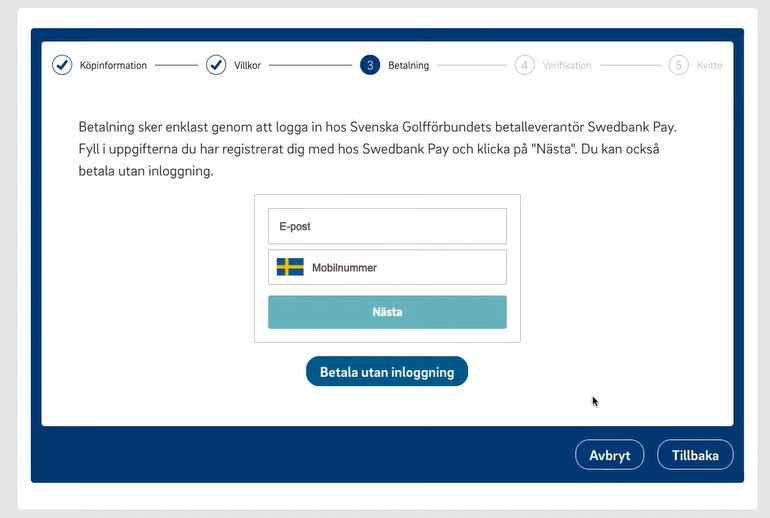 Köpinformation
Villkor
3 Betalning
4 Verifikation
5 Kvitto
Betalning sker enklast genom att logga in hos Svenska Golfförbundets betalleverantör Swedbank Pay.
Fyll i uppgifterna du har registrerat dig med hos Swedbank Pay och klicka på "Nästa". Du kan också
betala utan inloggning.
E-post
Mobilnummer
Nästa
Betala utan inloggning
Avbryt
Tillbaka